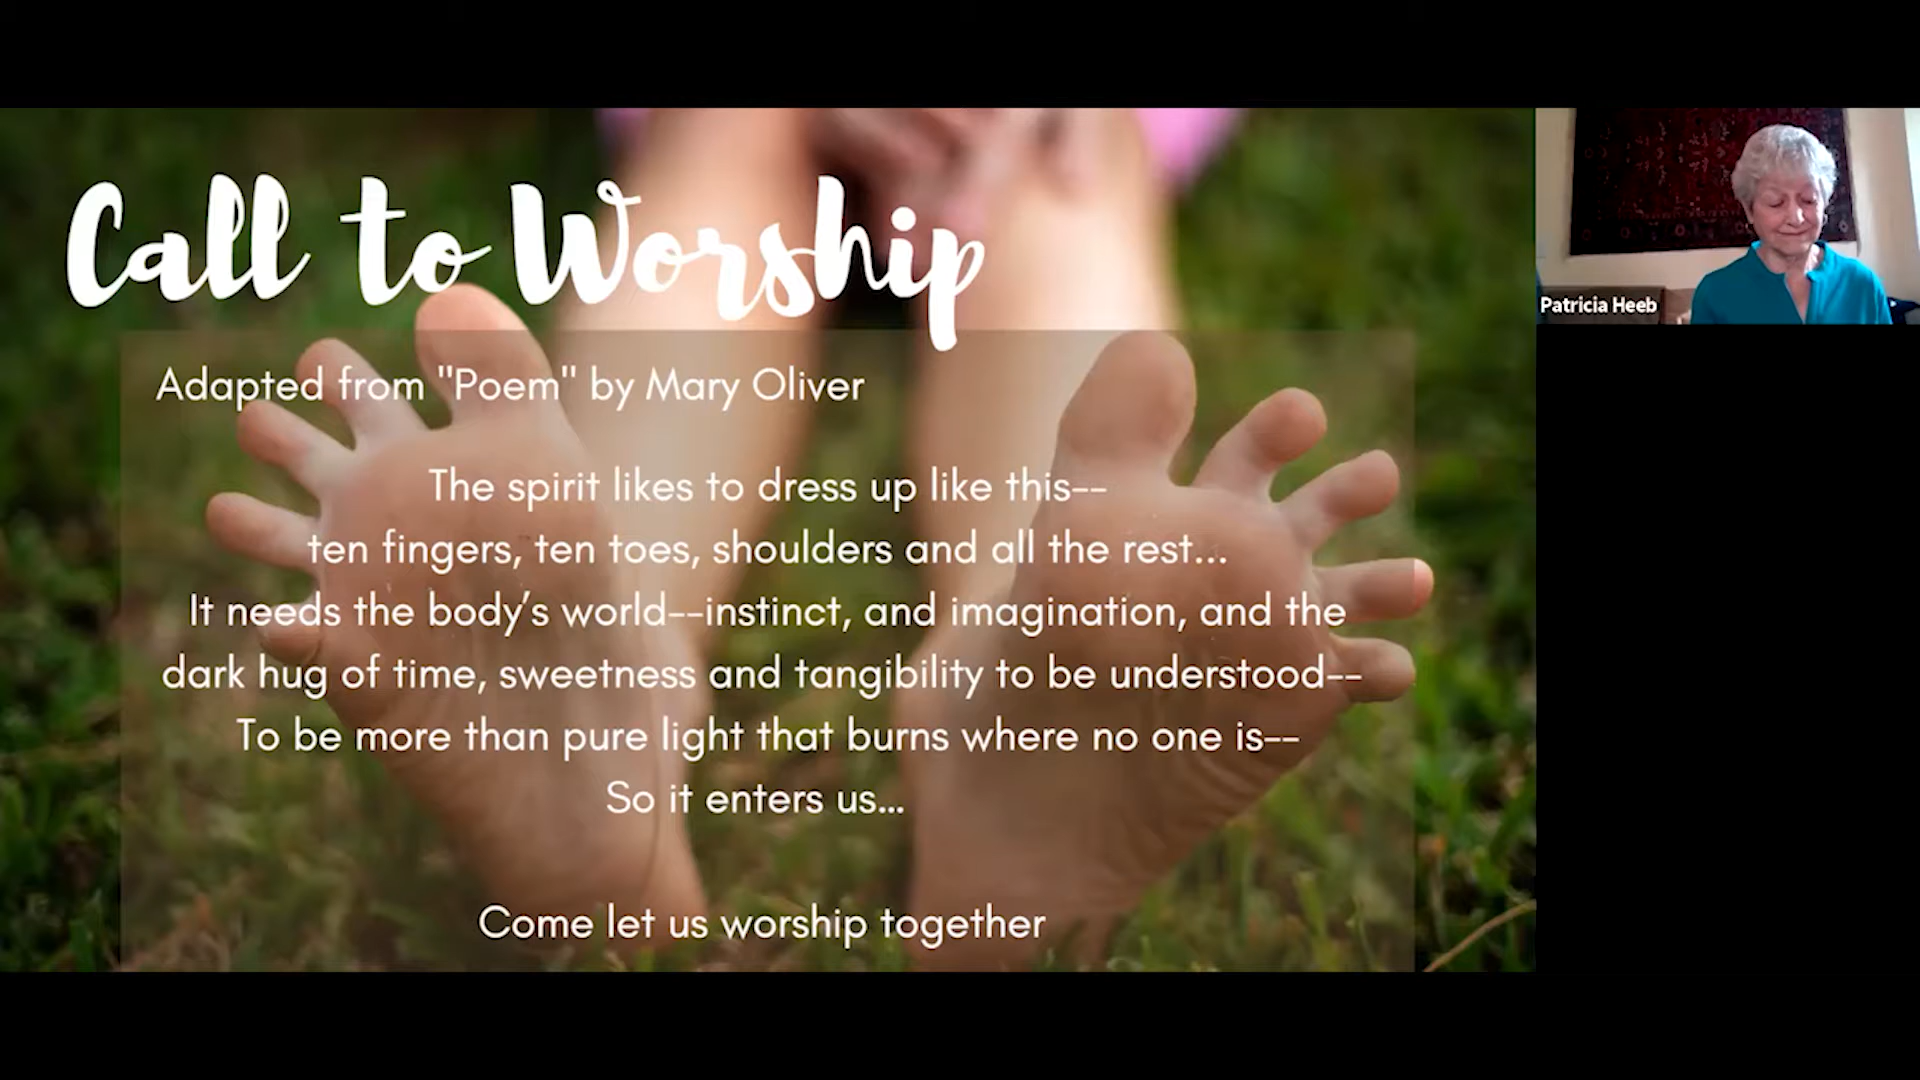 Call to Worship
Adapted from "Poem" by Mary Oliver
The spirit likes to dress up like this--
ten fingers, ten toes, shoulders and all the rest...
It needs the body’s world--instinct, and imagination, and the
dark hug of time, sweetness and tangibility to be understood--
To be more than pure light that burns where no one is--
So it enters us...
Come let us worship together
Patricia Heeb